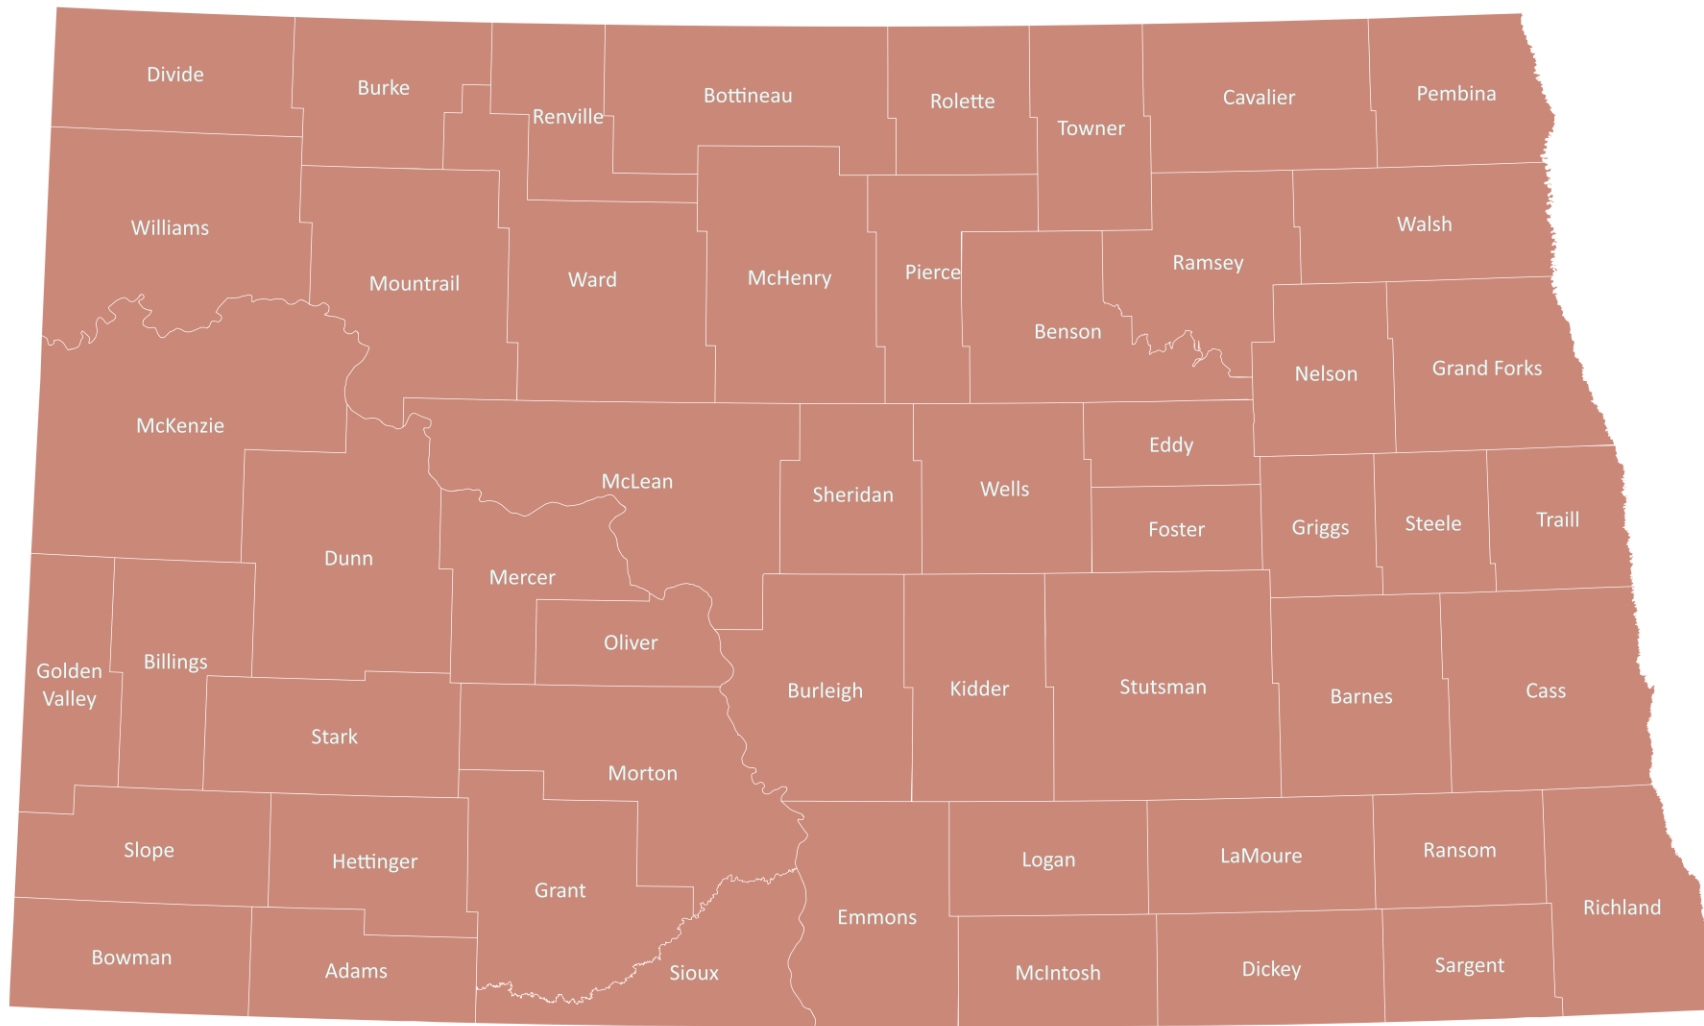 Divide
Burke
Renville
Bottineau
Rolette
Towner
Cavalier
Pembina
Williams
Mountrail
Ward
McHenry
Pierce
Benson
Ramsey
Walsh
McKenzie
McLean
Sheridan
Wells
Eddy
Foster
Nelson
Grand Forks
Dunn
Mercer
Oliver
Griggs
Steele
Traill
Golden
Valley
Billings
Stark
Morton
Burleigh
Kidder
Stutsman
Barnes
Cass
Slope
Hettinger
Grant
Emmons
Logan
LaMoure
Ransom
Richland
Bowman
Adams
Sioux
McIntosh
Dickey
Sargent